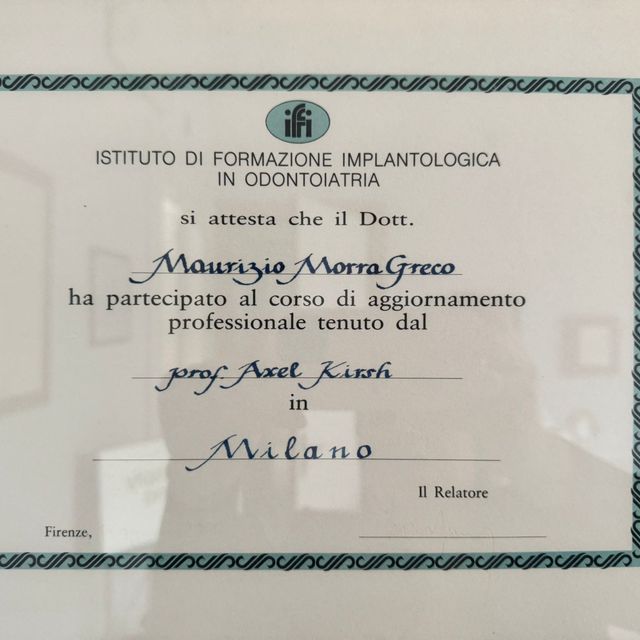 iffi
ISTITUTO DI FORMAZIONE IMPLANTOLOGICA
IN ODONTOIATRIA
si attesta che il Dott.
Maurizio Morra Greco
ha partecipato al corso di aggiornamento
professionale tenuto dal
prof Axel Kirsh
in
Milano
Il Relatore
Firenze,